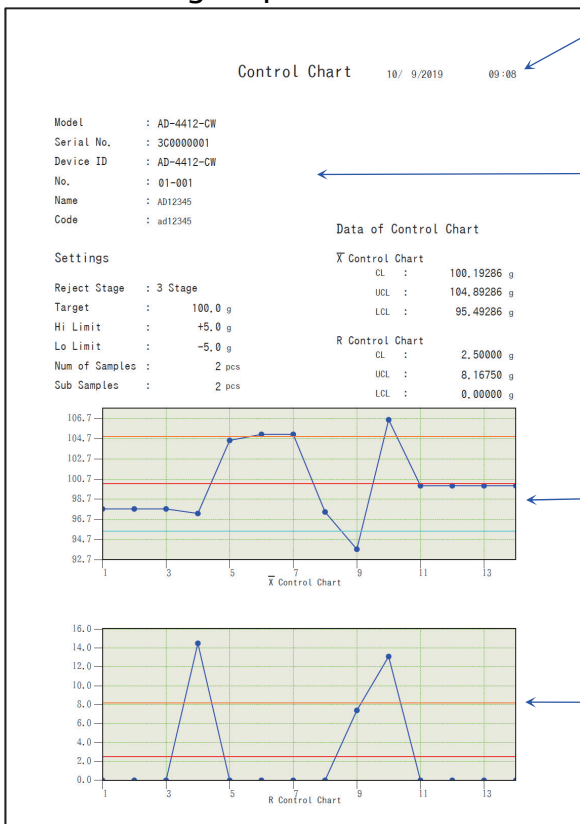 Control Chart 10/ 9/2019 09:08
Model : AD-4412-CW
Serial No. : 3C0000001
Device ID : AD-4412-CW
No. : 01-001
Name : AD12345
Code : ad12345
Data of Control Chart
Settings
X̅ Control Chart
CL : 100.19286 g
UCL : 104.89286 g
LCL : 95.49286 g
Reject Stage : 3 Stage
Target : 100.0 g
Hi Limit : +5.0 g
Lo Limit : -5.0 g
Num of Samples : 2 pcs
Sub Samples : 2 pcs
R Control Chart
CL : 2.50000 g
UCL : 8.16750 g
LCL : 0.00000 g
106.7
104.7
102.7
100.7
98.7
96.7
94.7
92.7
1 3 5 7 9 11 13
X̅ Control Chart
16.0
14.0
12.0
10.0
8.0
6.0
4.0
2.0
0.0
1 3 5 7 9 11 13
R Control Chart